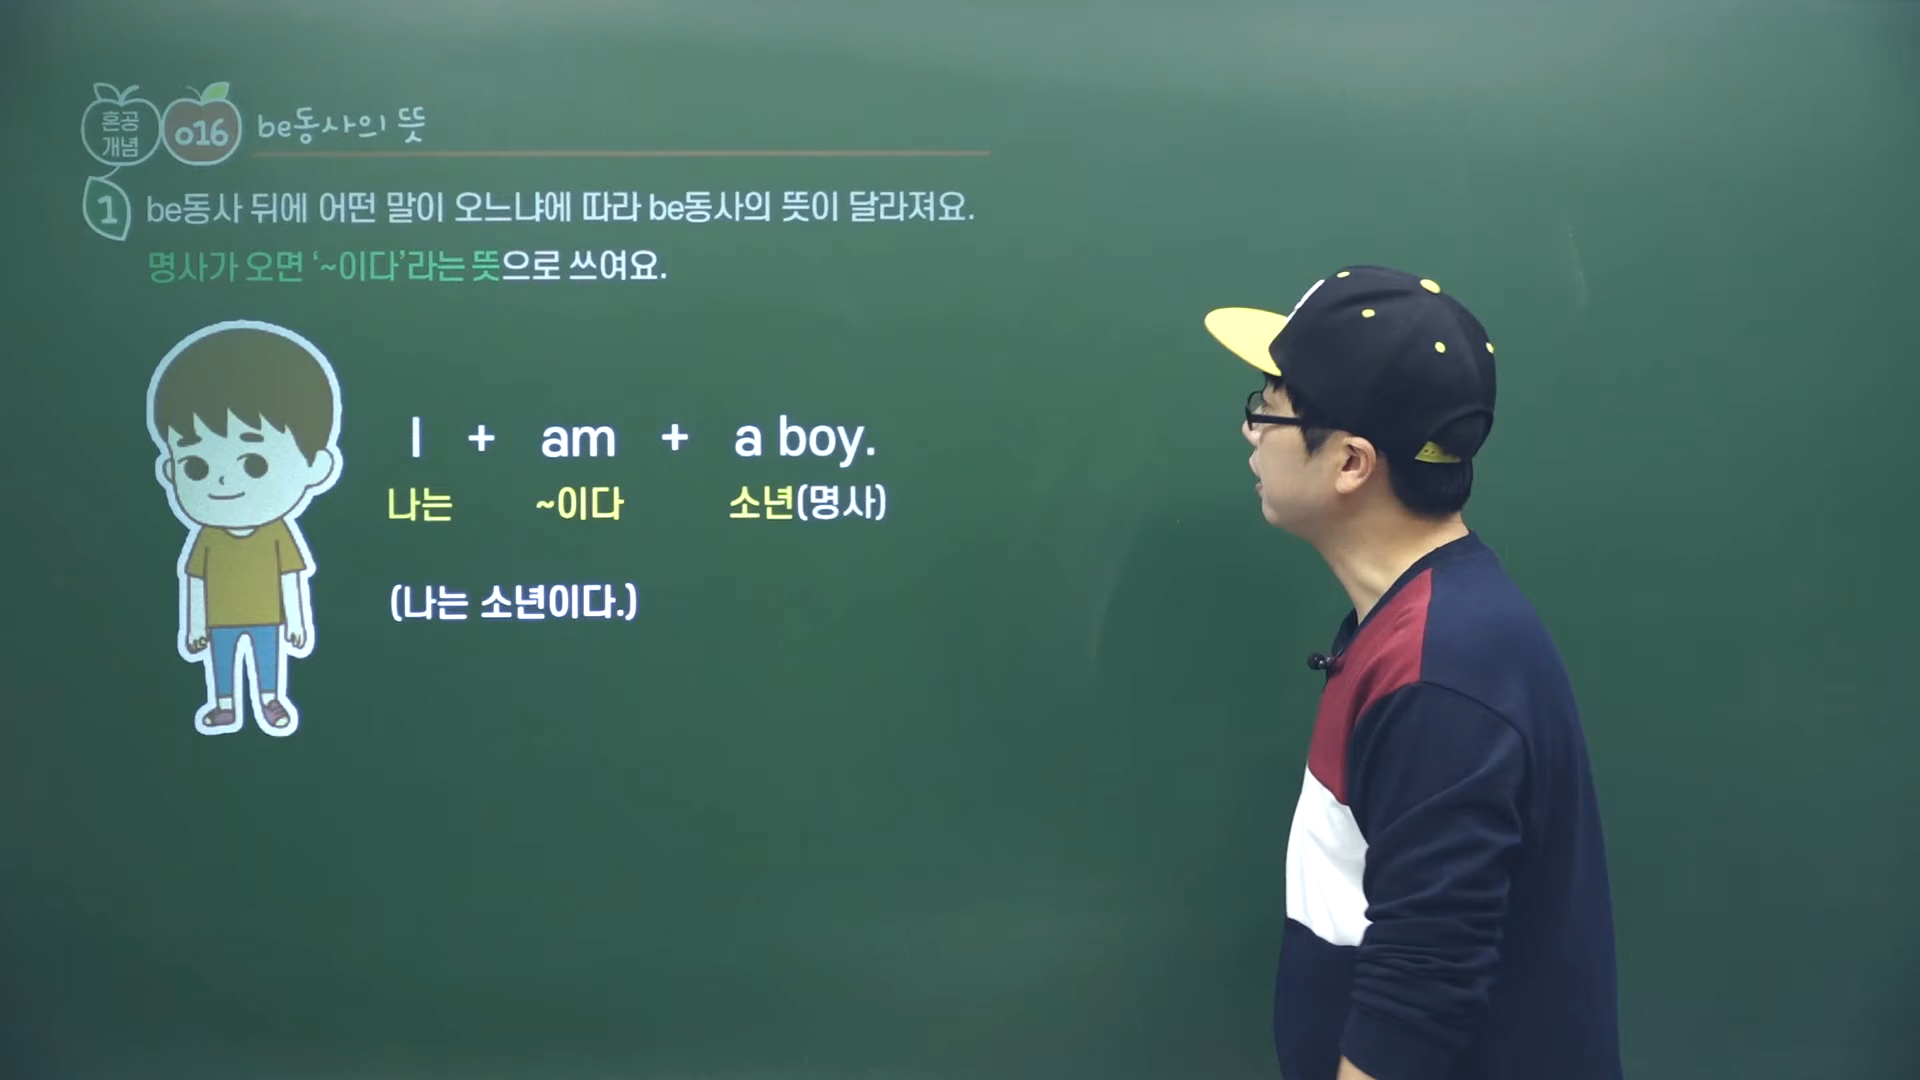 혼공
개념
016 be동사의 뜻
1 be동사 뒤에 어떤 말이 오느냐에 따라 be동사의 뜻이 달라져요.
명사가 오면 ‘~이다’라는 뜻으로 쓰여요.
I + am + a boy.
나는 ~이다 소년(명사)
(나는 소년이다.)